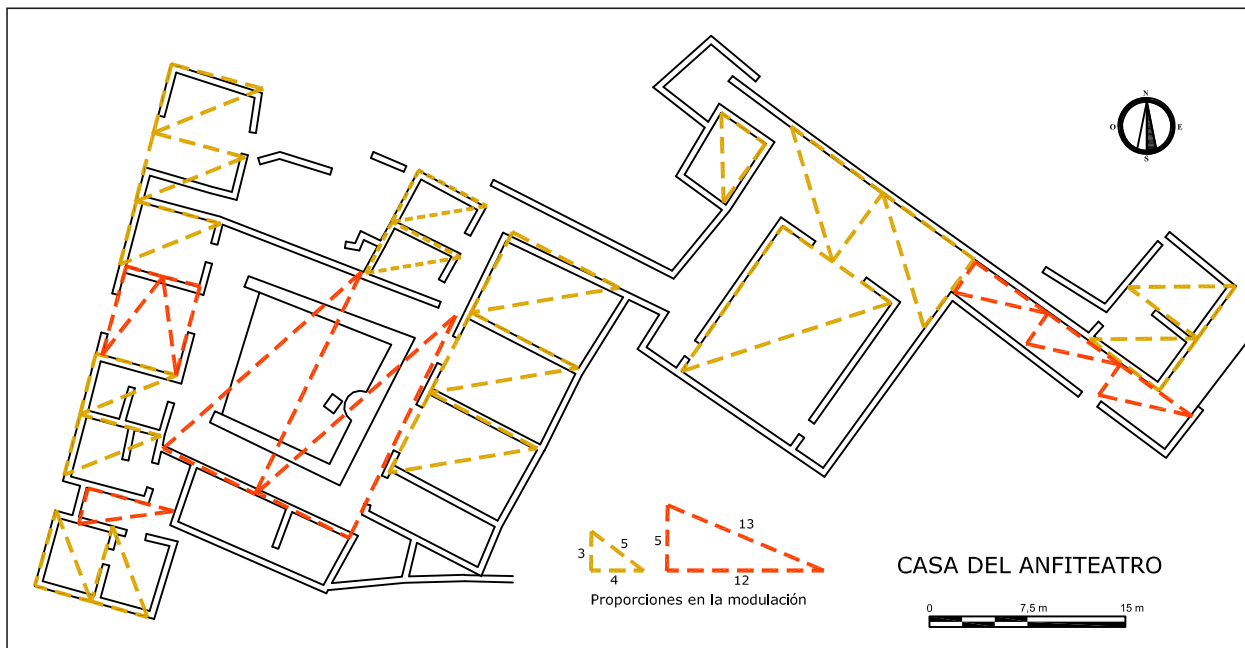 N
O
E
S
3
5
4
5
13
12
Proporciones en la modulación
CASA DEL ANFITEATRO
0
7,5 m
15 m